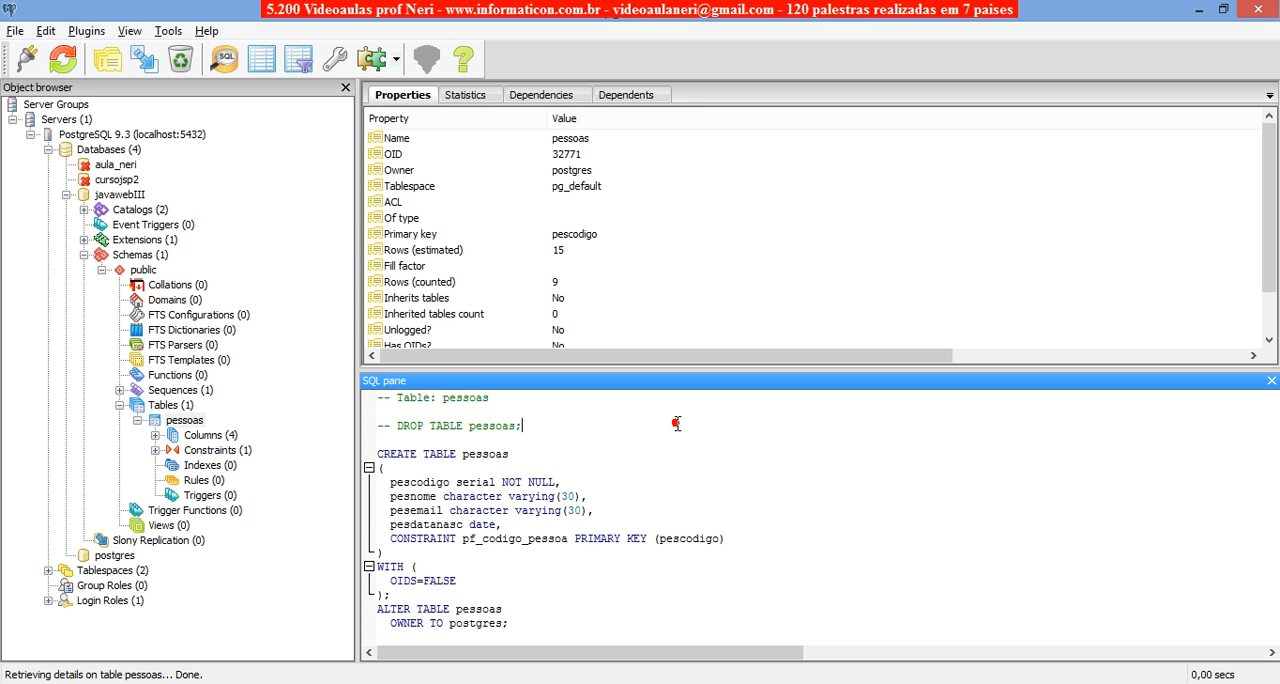 5.200 Videoaulas prof Neri - www.informaticon.com.br - videoaulaneri@gmail.com - 120 palestras realizadas em 7 paises
File Edit Plugins View Tools Help
SQL
Object browser
Server Groups
Servers (1)
PostgreSQL 9.3 (localhost:5432)
Databases (4)
aula_neri
cursojsp2
javawebIII
Catalogs (2)
Event Triggers (0)
Extensions (1)
Schemas (1)
public
Collations (0)
Domains (0)
FTS Configurations (0)
FTS Dictionaries (0)
FTS Parsers (0)
FTS Templates (0)
Functions (0)
Sequences (1)
Tables (1)
pessoas
Columns (4)
Constraints (1)
Indexes (0)
Rules (0)
Triggers (0)
Trigger Functions (0)
Views (0)
Slony Replication (0)
postgres
Tablespaces (2)
Group Roles (0)
Login Roles (1)
Properties Statistics Dependencies Dependents
Property Value
Name pessoas
OID 32771
Owner postgres
Tablespace pg_default
ACL
Of type
Primary key pescodigo
Rows (estimated) 15
Fill factor
Rows (counted) 9
Inherits tables No
Inherited tables count 0
Unlogged? No
Has OIDs? No
SQL pane
-- Table: pessoas
-- DROP TABLE pessoas;
CREATE TABLE pessoas
(
pescodigo serial NOT NULL,
pesnome character varying(30),
pesemail character varying(30),
pesdatanasc date,
CONSTRAINT pf_codigo_pessoa PRIMARY KEY (pescodigo)
)
WITH (
OIDS=FALSE
);
ALTER TABLE pessoas
OWNER TO postgres;
Retrieving details on table pessoas... Done. 0,00 secs